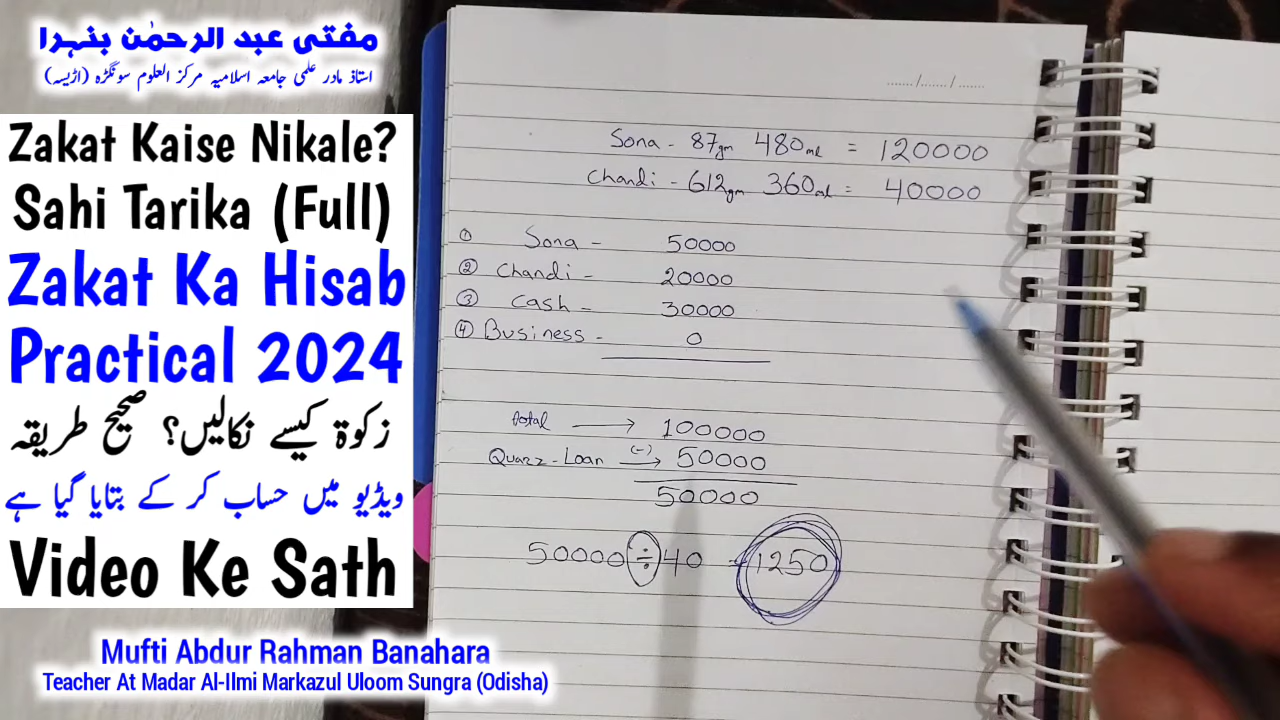 مفتی عبد الرحمٰن بنہرا
استاذ مادر علمی جامعہ اسلامیہ مرکز العلوم سونگڑہ (اڑیسہ)
Zakat Kaise Nikale?
Sahi Tarika (Full)
Zakat Ka Hisab
Practical 2024
زکوٰۃ کیسے نکالیں؟ صحیح طریقہ
ویڈیو میں حساب کر کے بتایا گیا ہے
Video Ke Sath
Mufti Abdur Rahman Banahara
Teacher At Madar Al-Ilmi Markazul Uloom Sungra (Odisha)
......./......./.......
Sona - 87gm 480ml = 120000
Chandi - 612gm 360ml = 40000
① Sona - 50000
② Chandi - 20000
③ Cash - 30000
④ Business - 0
total → 100000
Quarz-Loan (-)→ 50000
50000
50000 ÷ 40 - 1250